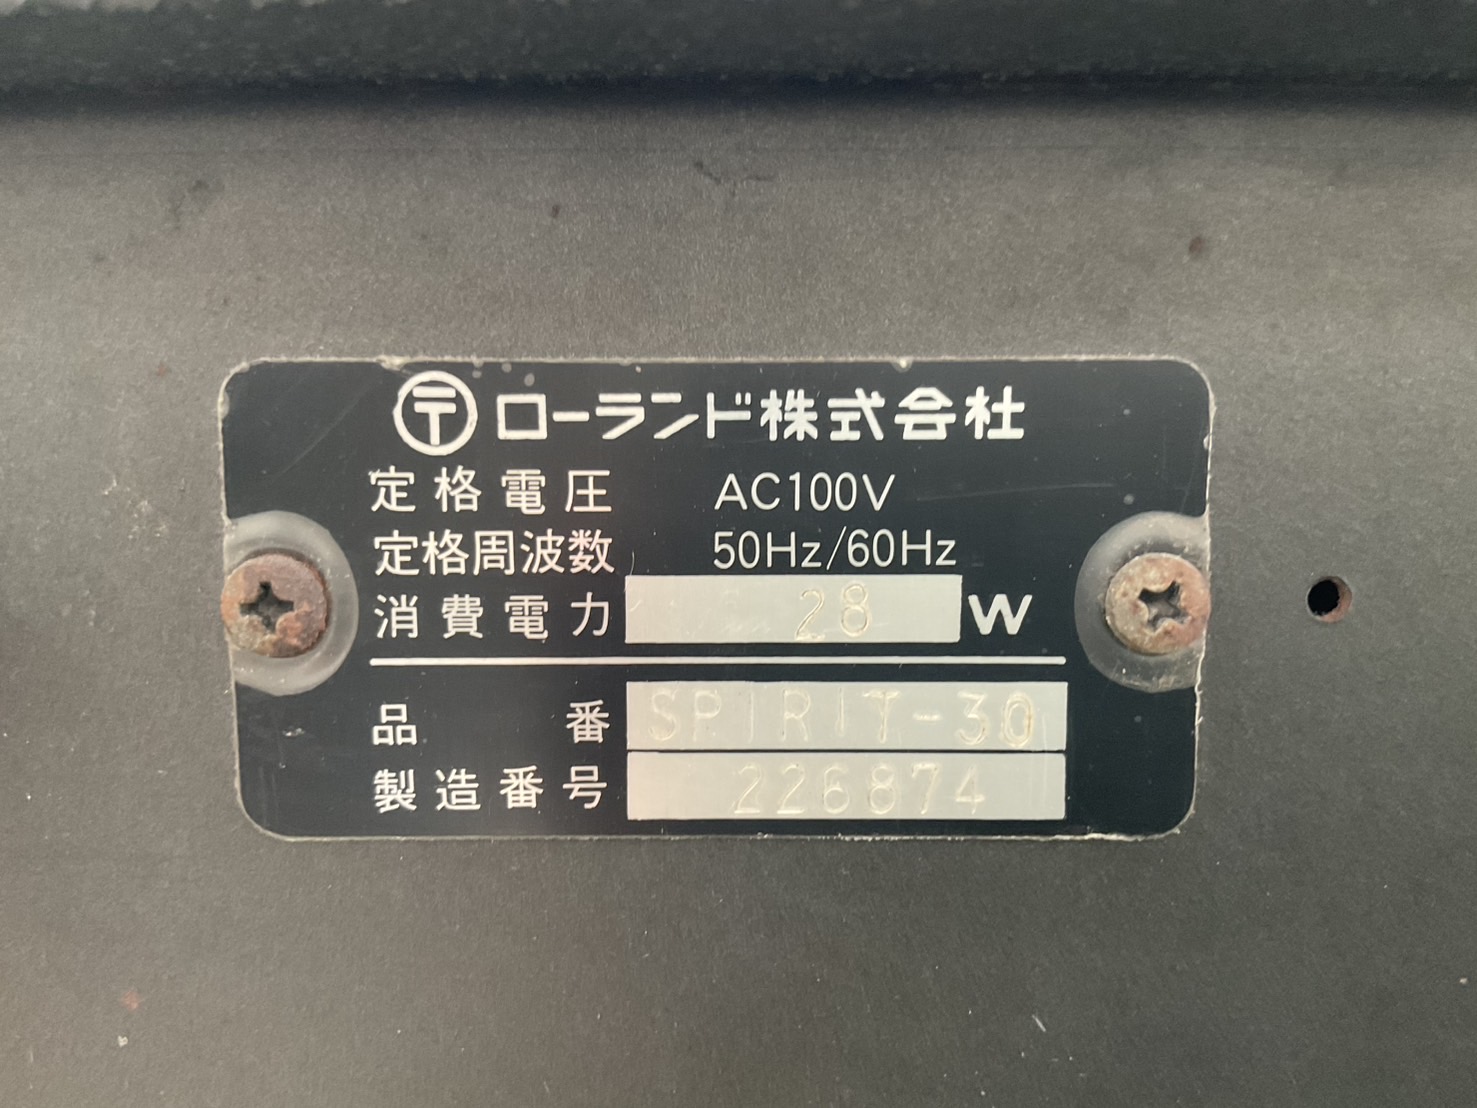 〒 ローランド株式会社
定格電圧 AC100V
定格周波数 50Hz/60Hz
消費電力 28 W
品番 SPIRIT-30
製造番号 226874